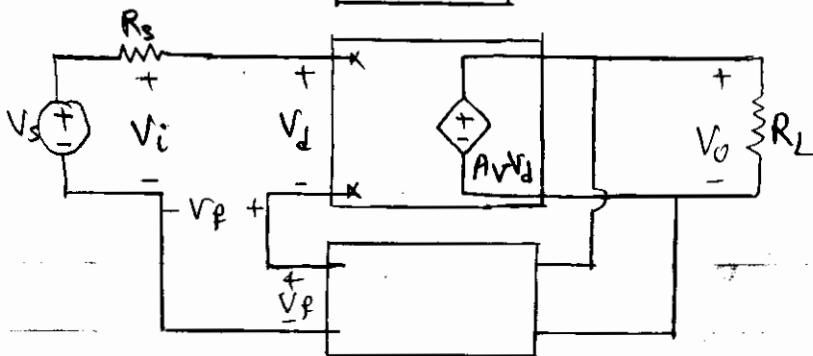 Rs
+ + +
Vs + - Vi Vd + - AvVd Vo RL
- - -
- Vf +
+
Vf
-